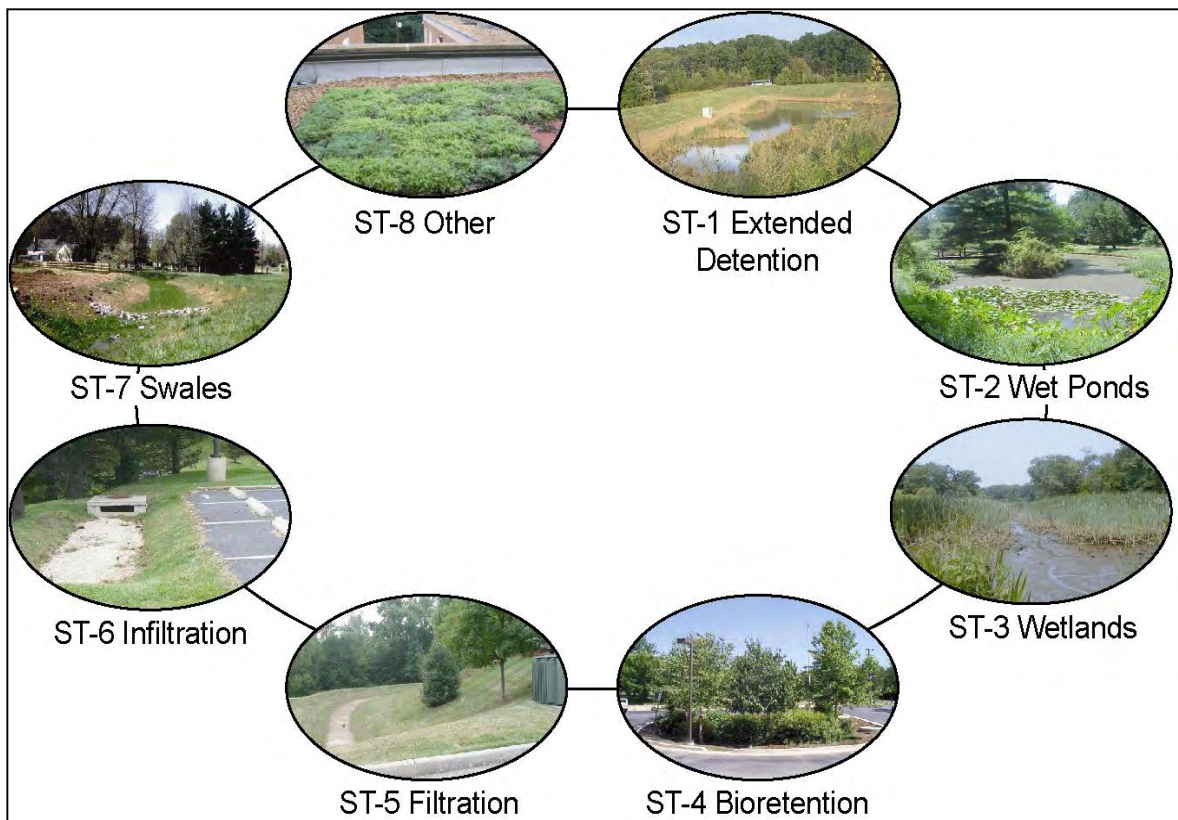 ST-8 Other
ST-1 Extended
Detention
ST-7 Swales
ST-2 Wet Ponds
ST-6 Infiltration
ST-3 Wetlands
ST-5 Filtration
ST-4 Bioretention